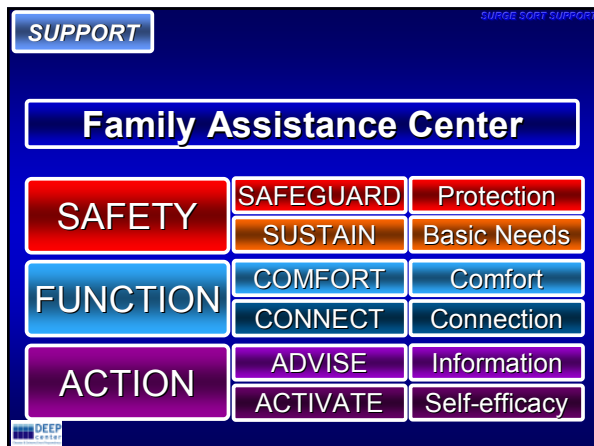 SURGE SORT SUPPORT
SUPPORT
Family Assistance Center
SAFETY
SAFEGUARD Protection
SUSTAIN Basic Needs
FUNCTION
COMFORT Comfort
CONNECT Connection
ACTION
ADVISE Information
ACTIVATE Self-efficacy
DEEP
center